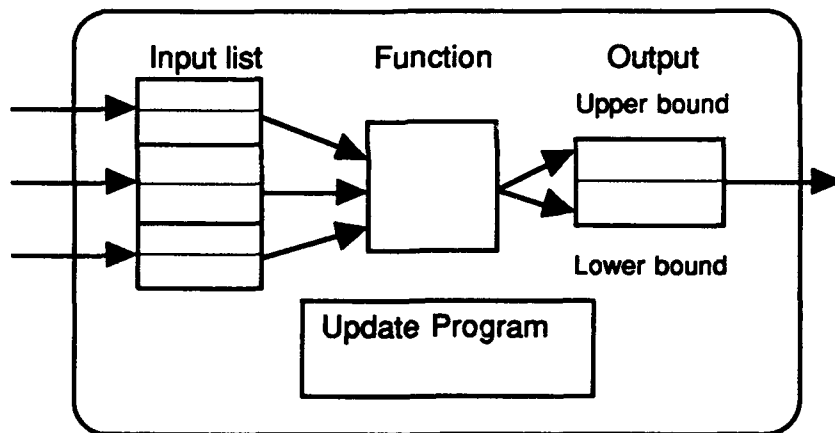 Input list
Function
Output
Upper bound
Lower bound
Update Program